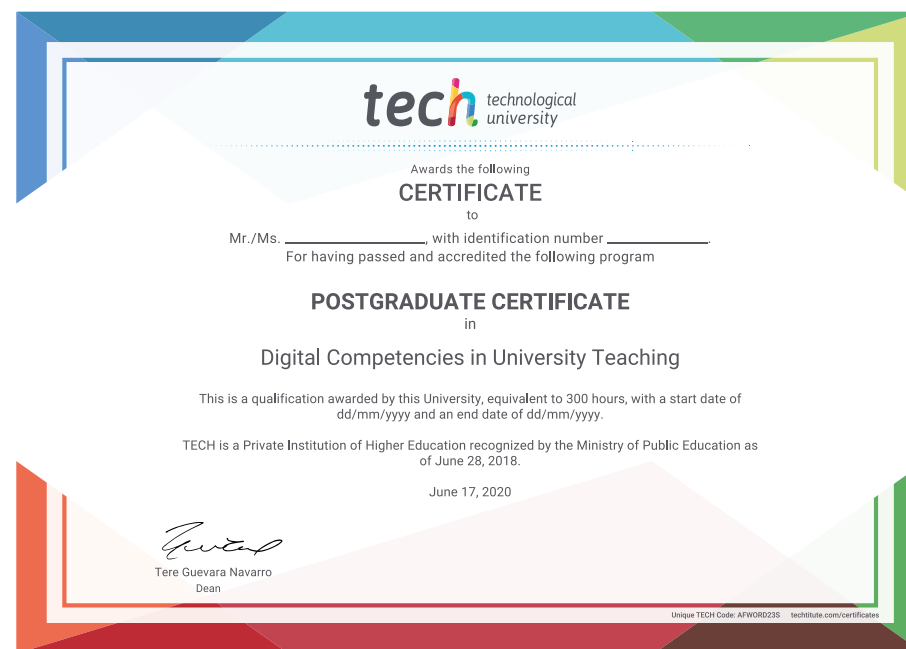 tech technological
university
Awards the following
CERTIFICATE
to
Mr./Ms. ____________________, with identification number ______________.
For having passed and accredited the following program
POSTGRADUATE CERTIFICATE
in
Digital Competencies in University Teaching
This is a qualification awarded by this University, equivalent to 300 hours, with a start date of
dd/mm/yyyy and an end date of dd/mm/yyyy.
TECH is a Private Institution of Higher Education recognized by the Ministry of Public Education as
of June 28, 2018.
June 17, 2020
Tere Guevara Navarro
Dean
Unique TECH Code: AFWORD23S techtitute.com/certificates